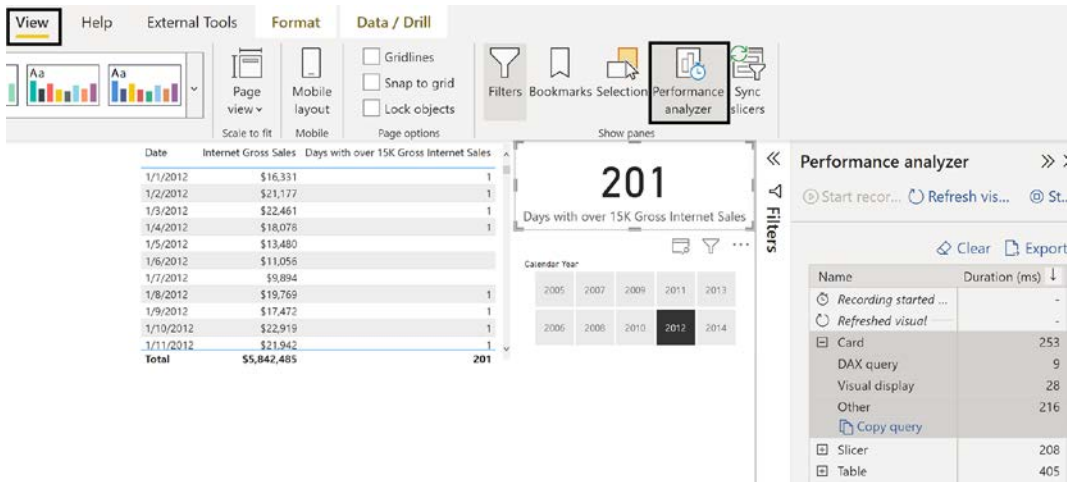 View Help External Tools Format Data / Drill
Aa Aa
Page view
Mobile layout
Gridlines
Snap to grid
Lock objects
Filters Bookmarks Selection Performance analyzer Sync slicers
Scale to fit Mobile Page options Show panes
Date Internet Gross Sales Days with over 15K Gross Internet Sales
1/1/2012 $16,331 1
1/2/2012 $21,177 1
1/3/2012 $22,461 1
1/4/2012 $18,078 1
1/5/2012 $13,480
1/6/2012 $11,056
1/7/2012 $9,894
1/8/2012 $19,769 1
1/9/2012 $17,472 1
1/10/2012 $22,919 1
1/11/2012 $21,942 1
Total $5,842,485 201
201
Days with over 15K Gross Internet Sales
Calendar Year
2005 2007 2009 2011 2013
2006 2008 2010 2012 2014
Filters
Performance analyzer
Start recor... Refresh vis... St..
Clear Export
Name Duration (ms)
Recording started ... -
Refreshed visual -
Card 253
DAX query 9
Visual display 28
Other 216
Copy query
Slicer 208
Table 405